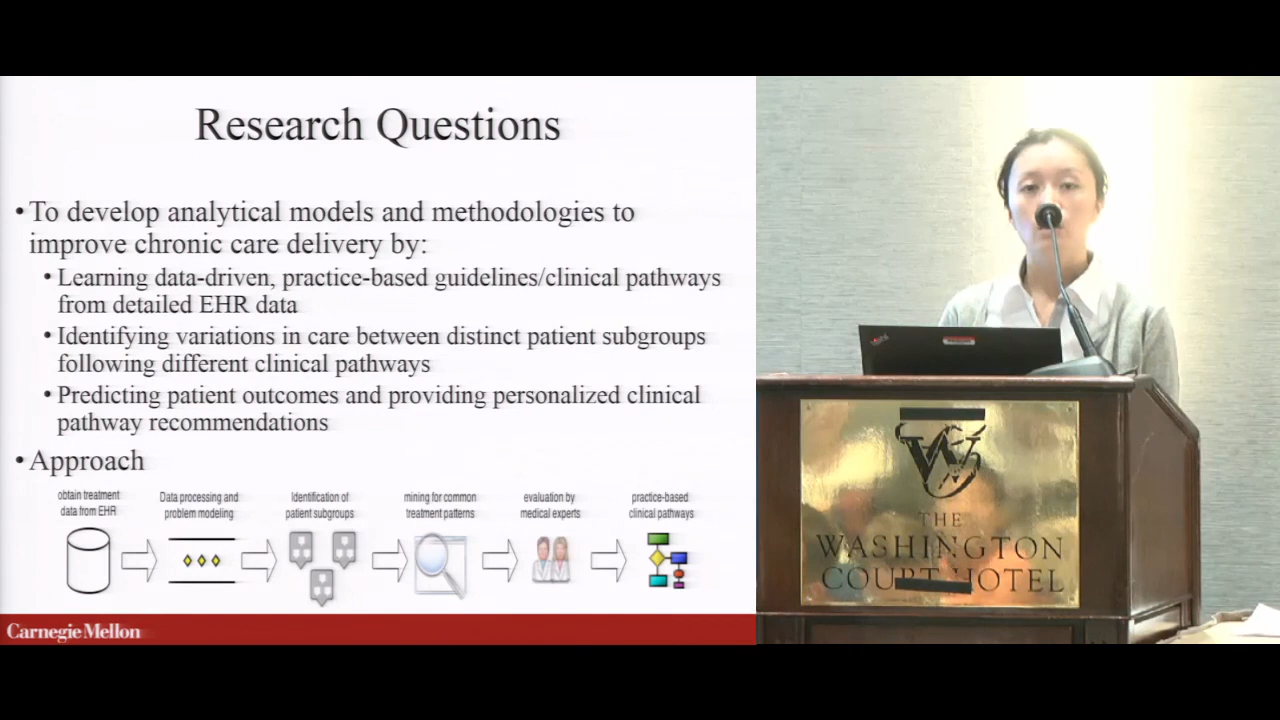 Research Questions
• To develop analytical models and methodologies to
improve chronic care delivery by:
• Learning data-driven, practice-based guidelines/clinical pathways
from detailed EHR data
• Identifying variations in care between distinct patient subgroups
following different clinical pathways
• Predicting patient outcomes and providing personalized clinical
pathway recommendations
• Approach
obtain treatment
data from EHR
Data processing and
problem modeling
Identification of
patient subgroups
mining for common
treatment patterns
evaluation by
medical experts
practice-based
clinical pathways
Carnegie Mellon
W
THE
WASHINGTON
COURT HOTEL